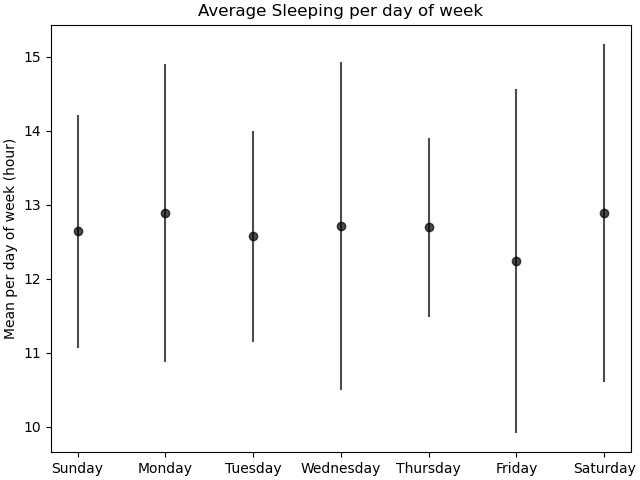 Average Sleeping per day of week
Mean per day of week (hour)
15
14
13
12
11
10
Sunday Monday Tuesday Wednesday Thursday Friday Saturday